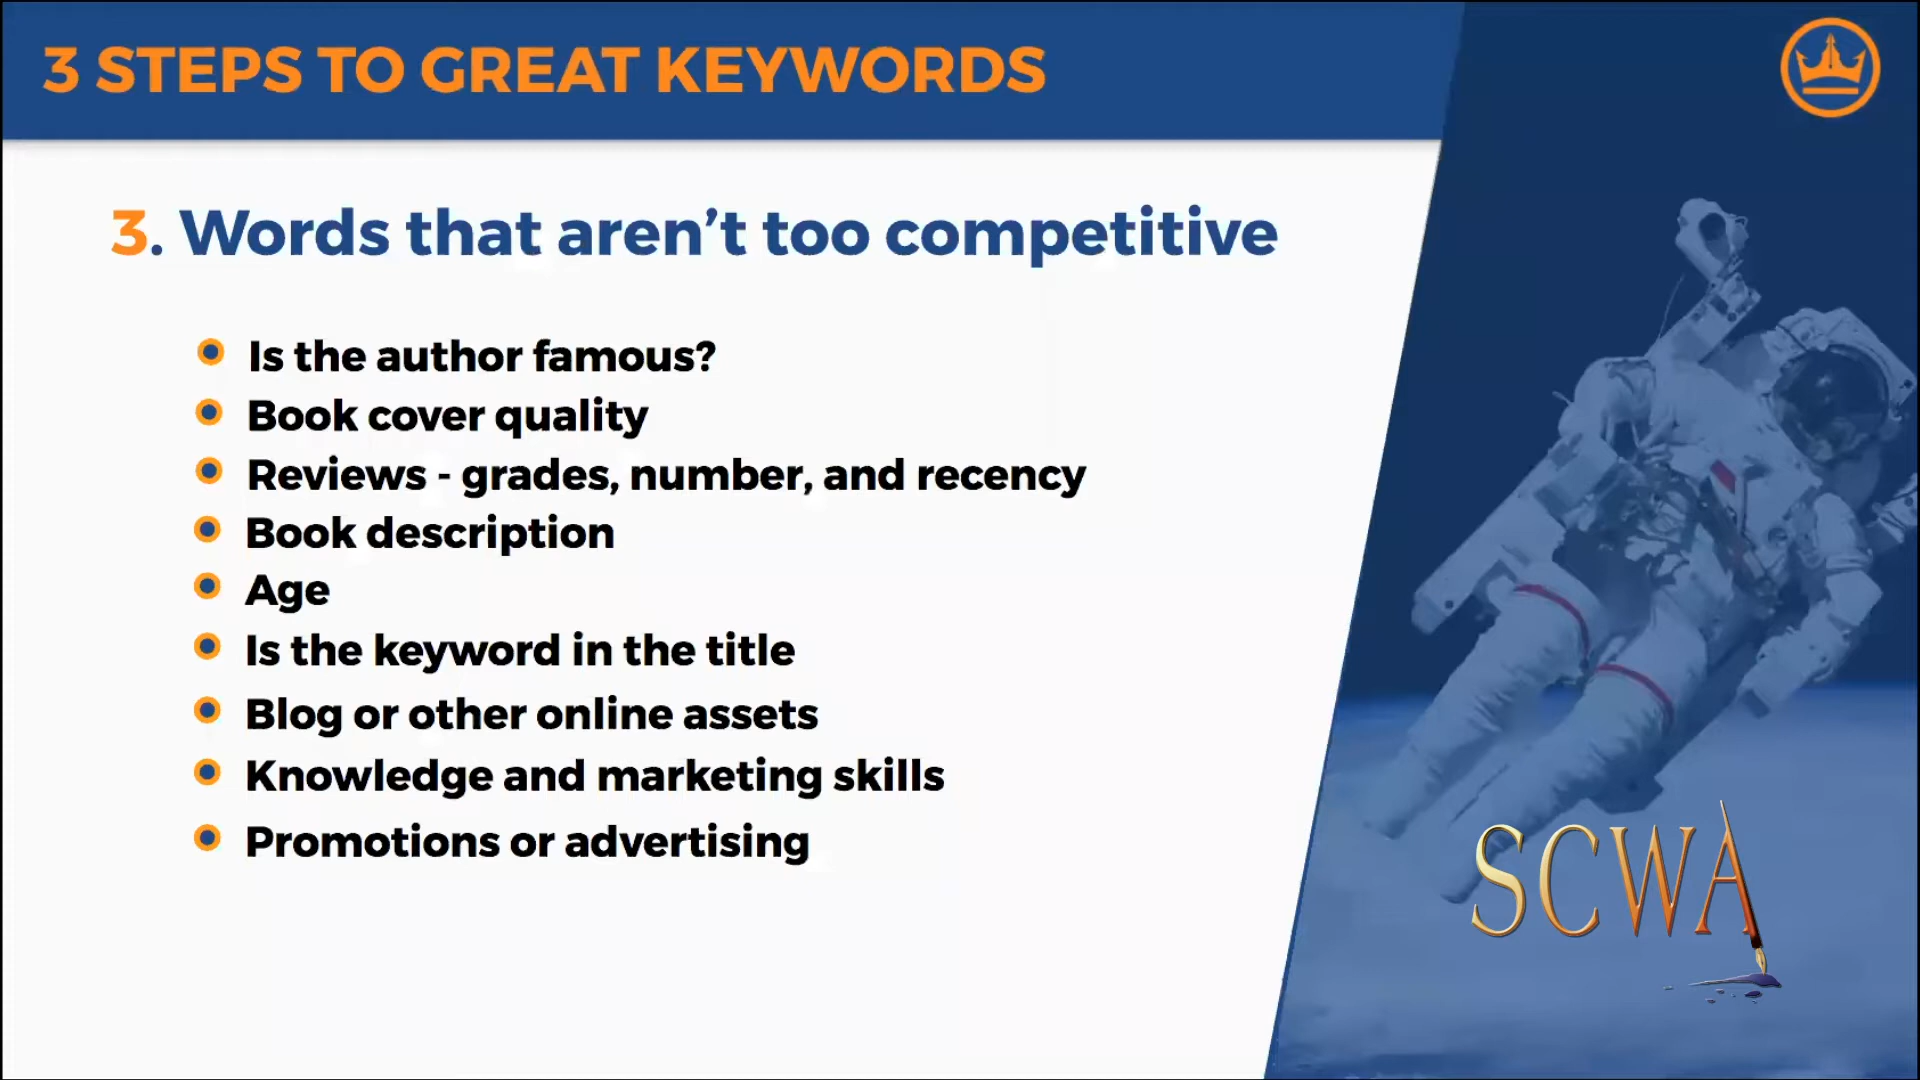 3 STEPS TO GREAT KEYWORDS
3. Words that aren't too competitive
Is the author famous?
Book cover quality
Reviews - grades, number, and recency
Book description
Age
Is the keyword in the title
Blog or other online assets
Knowledge and marketing skills
Promotions or advertising
SCWA